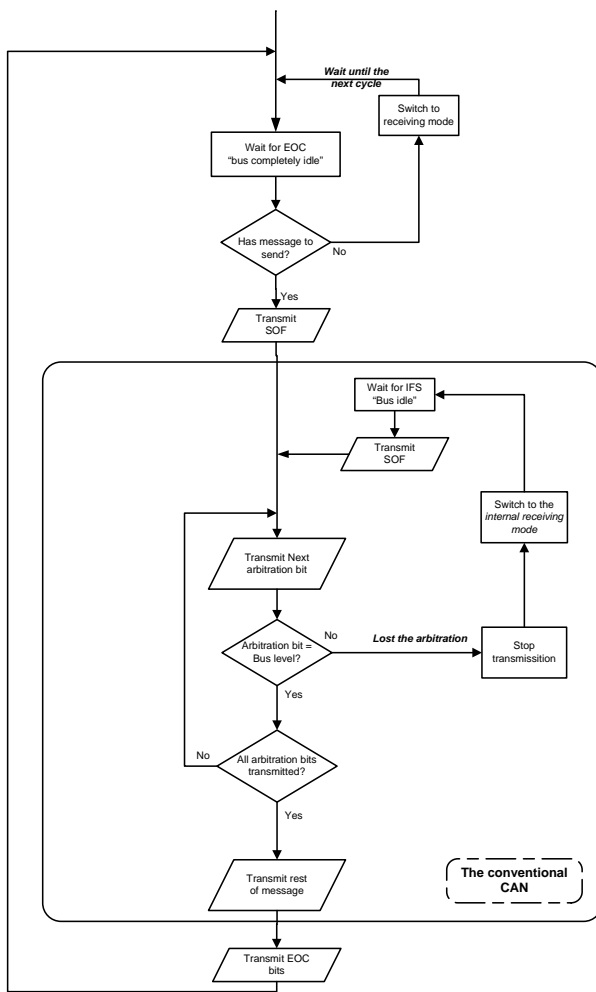 Wait until the
next cycle
Switch to
receiving mode
Wait for EOC
“bus completely idle”
Has message to
send?
No
Yes
Transmit
SOF
Wait for IFS
“Bus idle”
Transmit
SOF
Switch to the
internal receiving
mode
Transmit Next
arbitration bit
Arbitration bit =
Bus level?
No
Lost the arbitration
Stop
transmissition
Yes
No
All arbitration bits
transmitted?
Yes
Transmit rest
of message
The conventional
CAN
Transmit EOC
bits